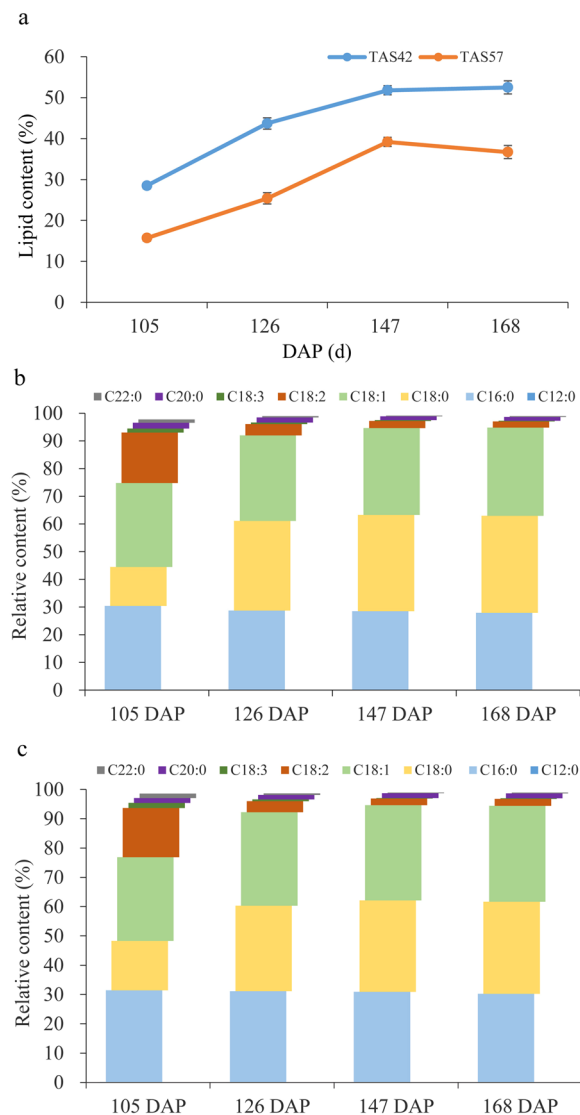 a
TAS42 TAS57
Lipid content (%)
60
50
40
30
20
10
0
105 126 147 168
DAP (d)
b
C22:0 C20:0 C18:3 C18:2 C18:1 C18:0 C16:0 C12:0
Relative content (%)
100
90
80
70
60
50
40
30
20
10
0
105 DAP 126 DAP 147 DAP 168 DAP
c
C22:0 C20:0 C18:3 C18:2 C18:1 C18:0 C16:0 C12:0
Relative content (%)
100
90
80
70
60
50
40
30
20
10
0
105 DAP 126 DAP 147 DAP 168 DAP